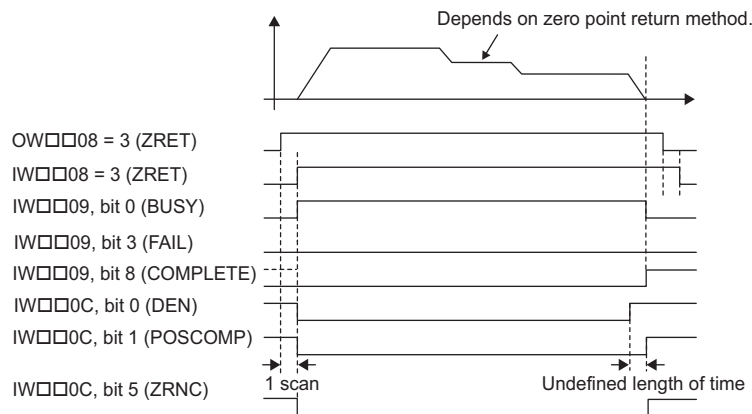 Depends on zero point return method.
OW□□08 = 3 (ZRET)
IW□□08 = 3 (ZRET)
IW□□09, bit 0 (BUSY)
IW□□09, bit 3 (FAIL)
IW□□09, bit 8 (COMPLETE)
IW□□0C, bit 0 (DEN)
IW□□0C, bit 1 (POSCOMP)
1 scan
Undefined length of time
IW□□0C, bit 5 (ZRNC)